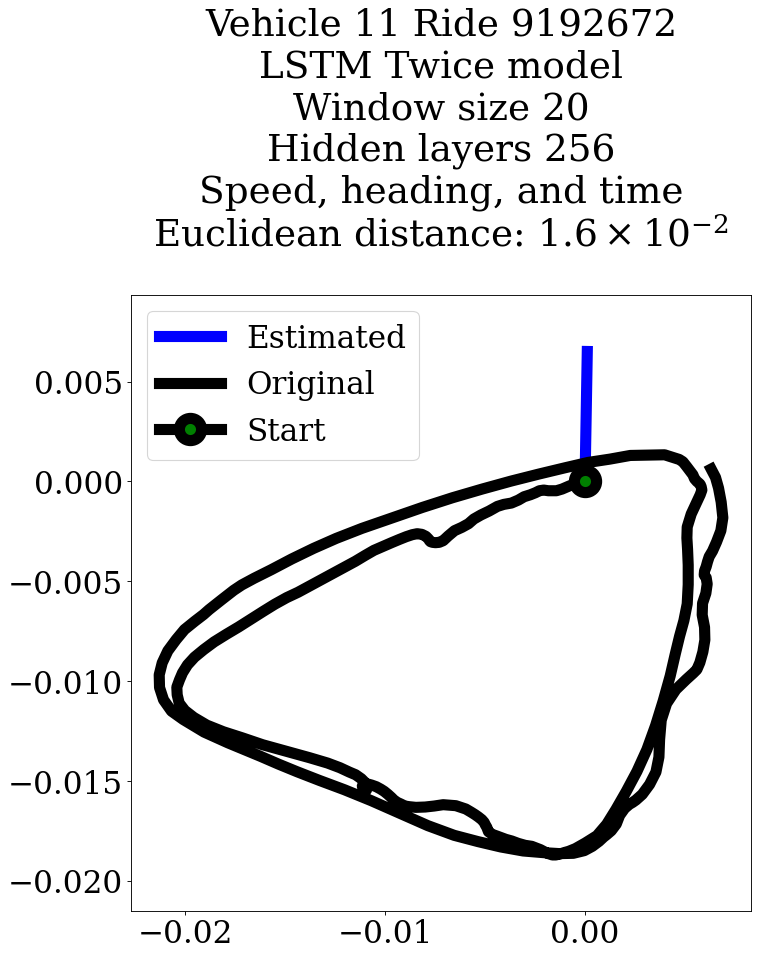 Vehicle 11 Ride 9192672
LSTM Twice model
Window size 20
Hidden layers 256
Speed, heading, and time
Euclidean distance: 1.6 × 10⁻²
Estimated
Original
Start
0.005
0.000
−0.005
−0.010
−0.015
−0.020
−0.02 −0.01 0.00